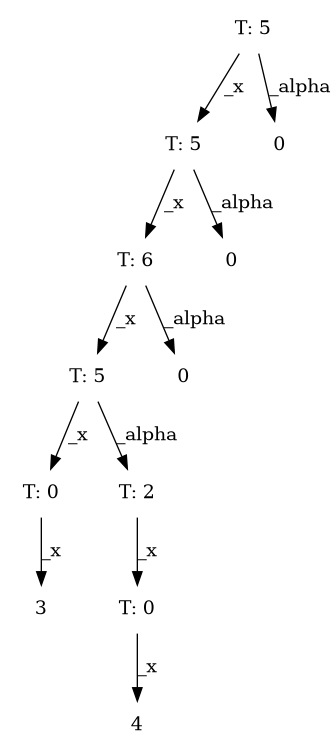 T: 5
_x
_alpha
T: 5
0
_x
_alpha
T: 6
0
_x
_alpha
T: 5
0
_x
_alpha
T: 0
T: 2
_x
_x
3
T: 0
_x
4